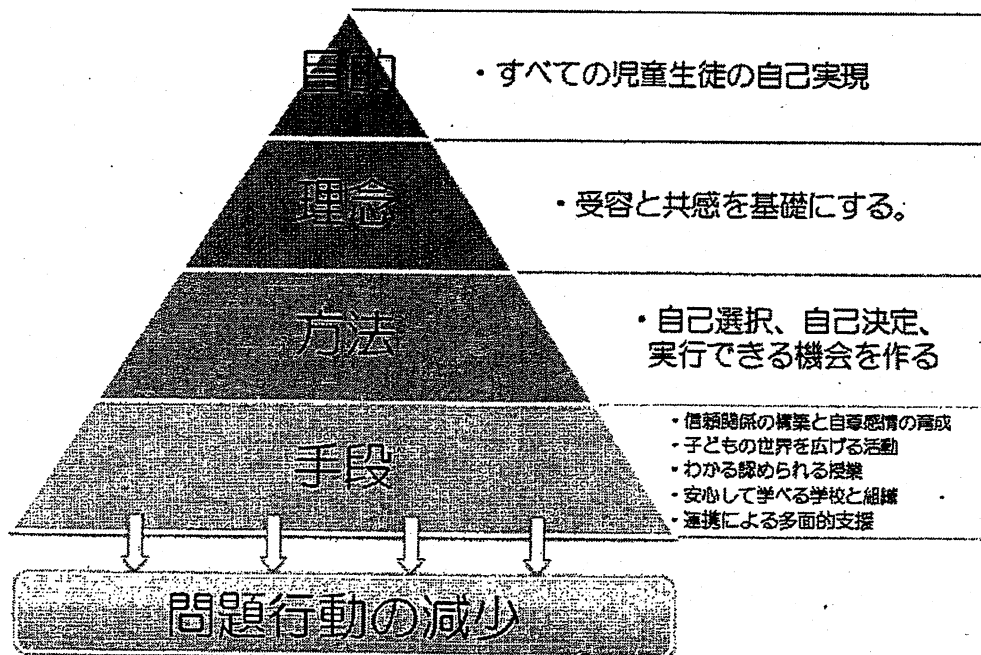 目的
・すべての児童生徒の自己実現
理念
・受容と共感を基礎にする。
方法
・自己選択、自己決定、
実行できる機会を作る
手段
・信頼関係の構築と自尊感情の育成
・子どもの世界を広げる活動
・わかる認められる授業
・安心して学べる学校と組織
・連携による多面的支援
問題行動の減少